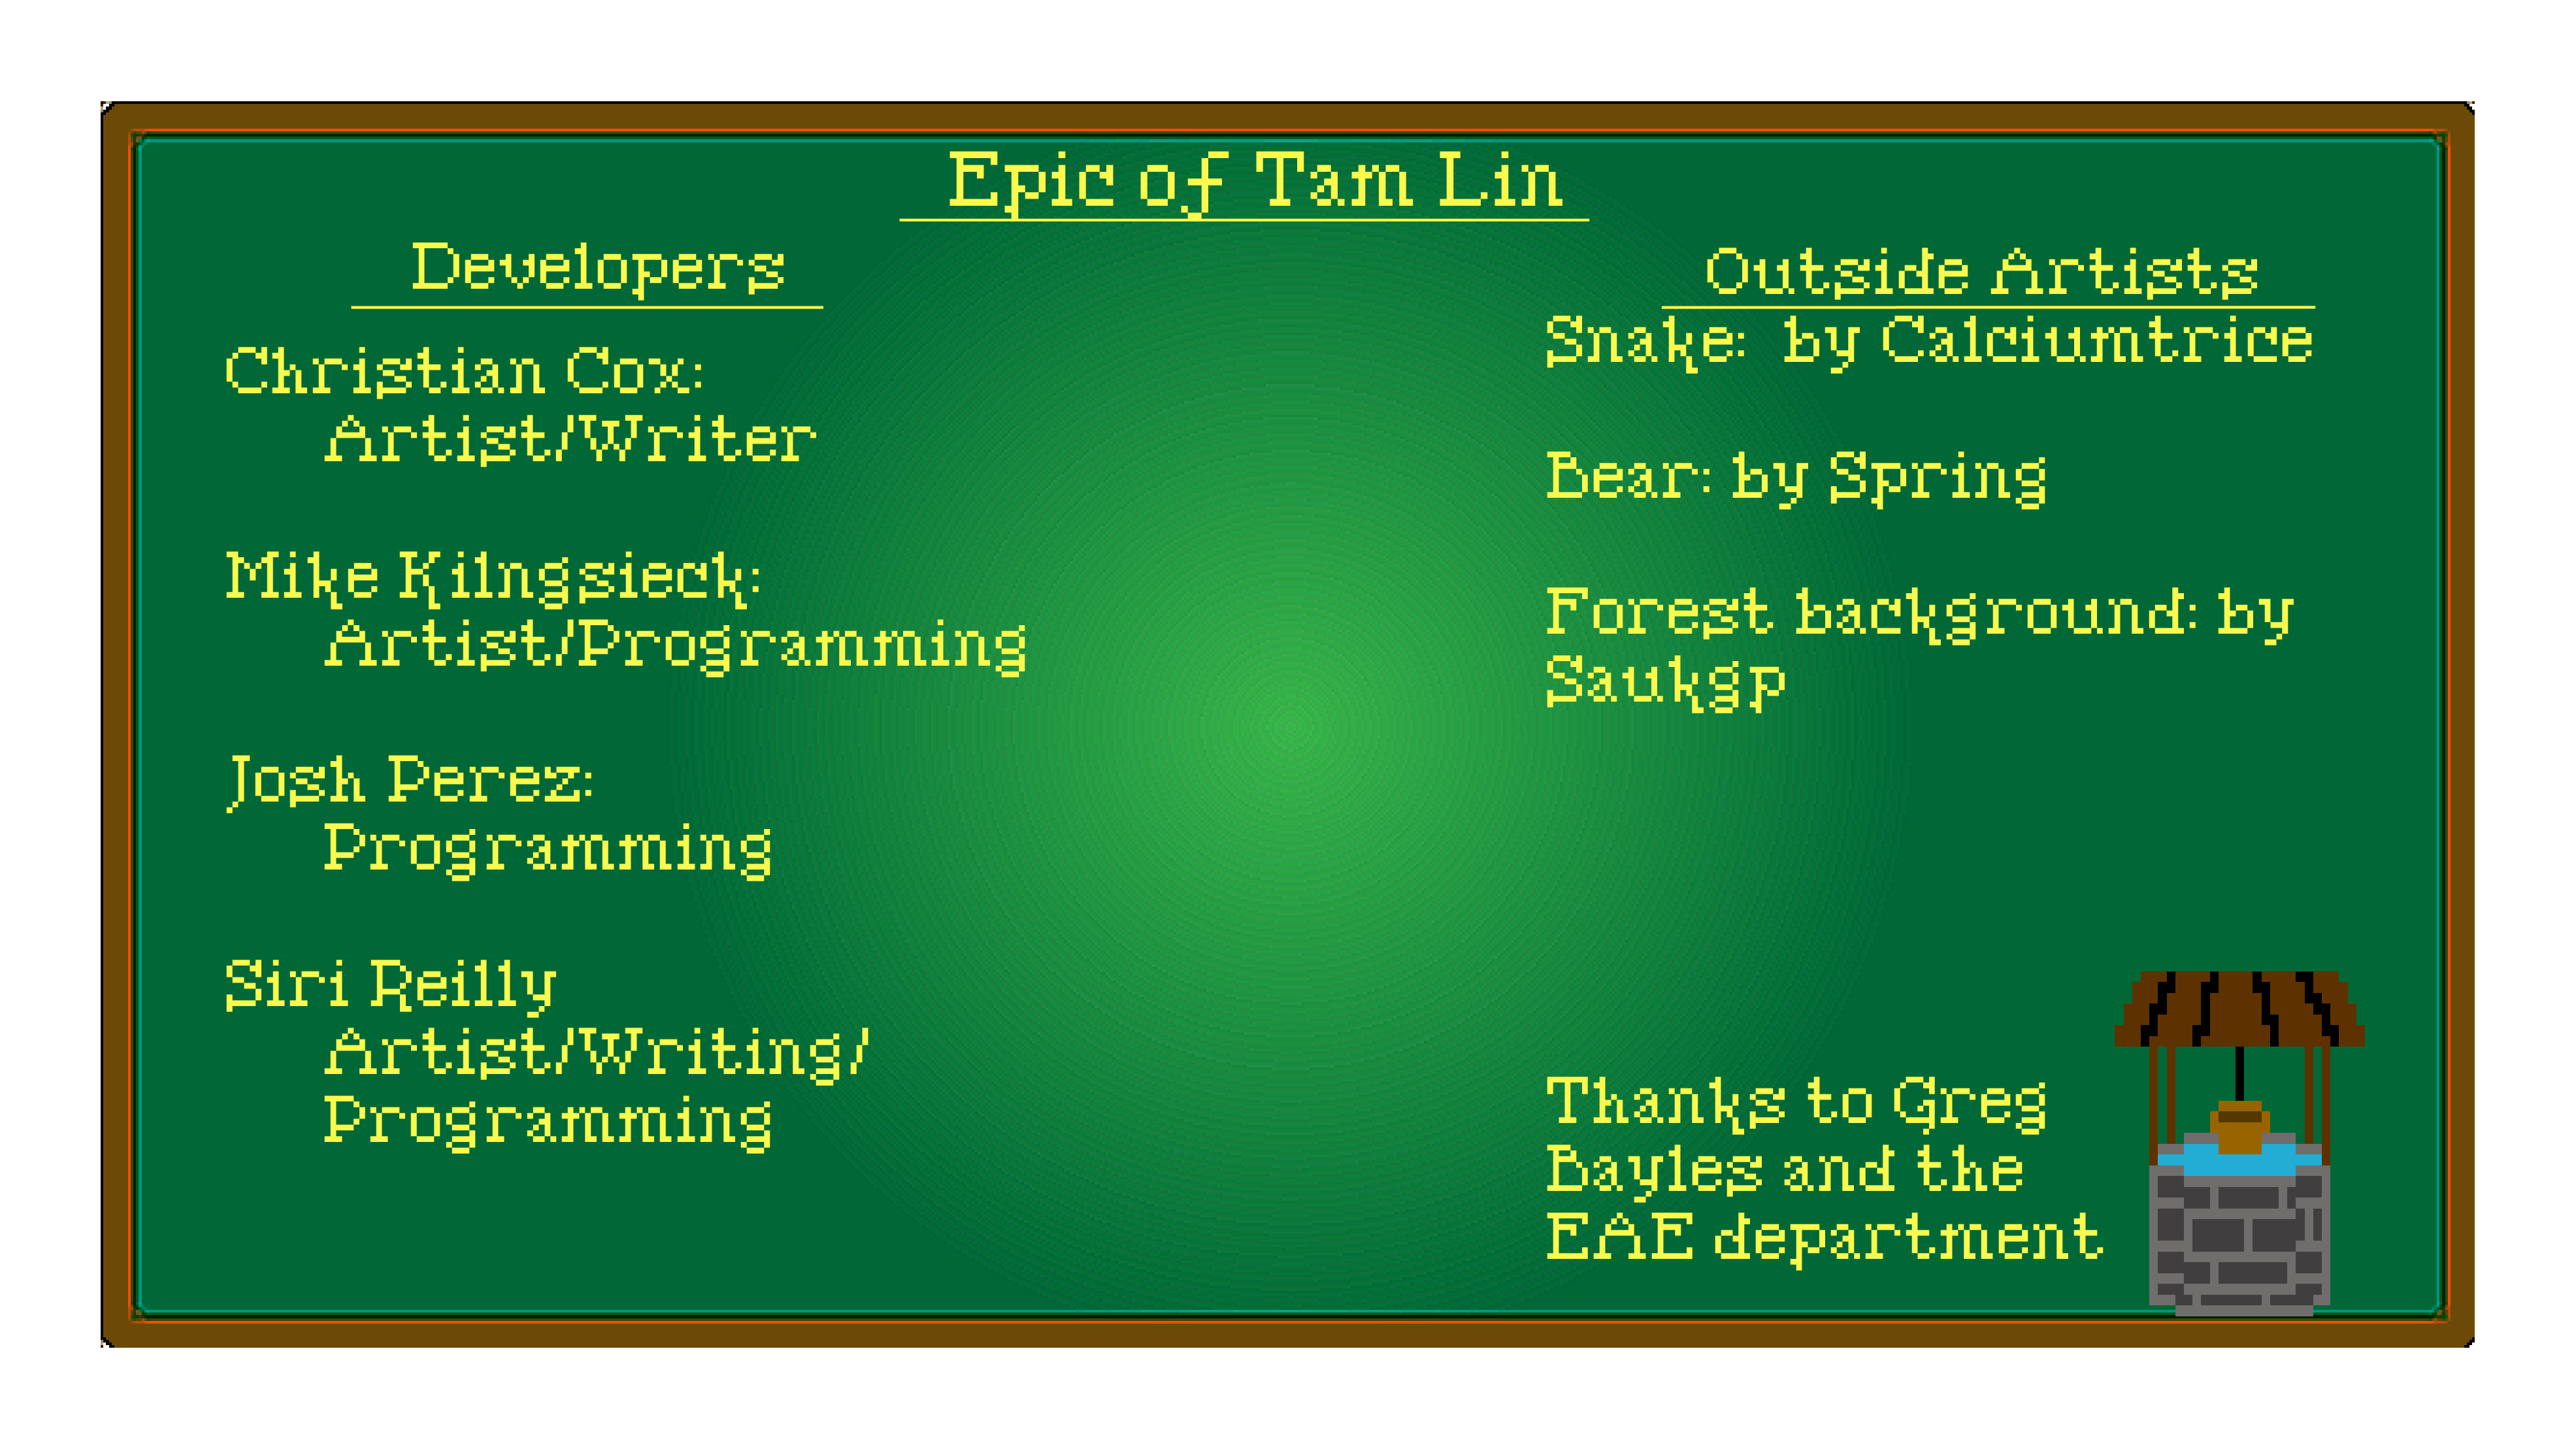 Epic of Tam Lin
Developers
Christian Cox:
Artist/Writer
Mike Kilngsieck:
Artist/Programming
Josh Perez:
Programming
Siri Reilly
Artist/Writing/
Programming
Outside Artists
Snake: by Calciumtrice
Bear: by Spring
Forest background: by
Saukgp
Thanks to Greg
Bayles and the
EAE department